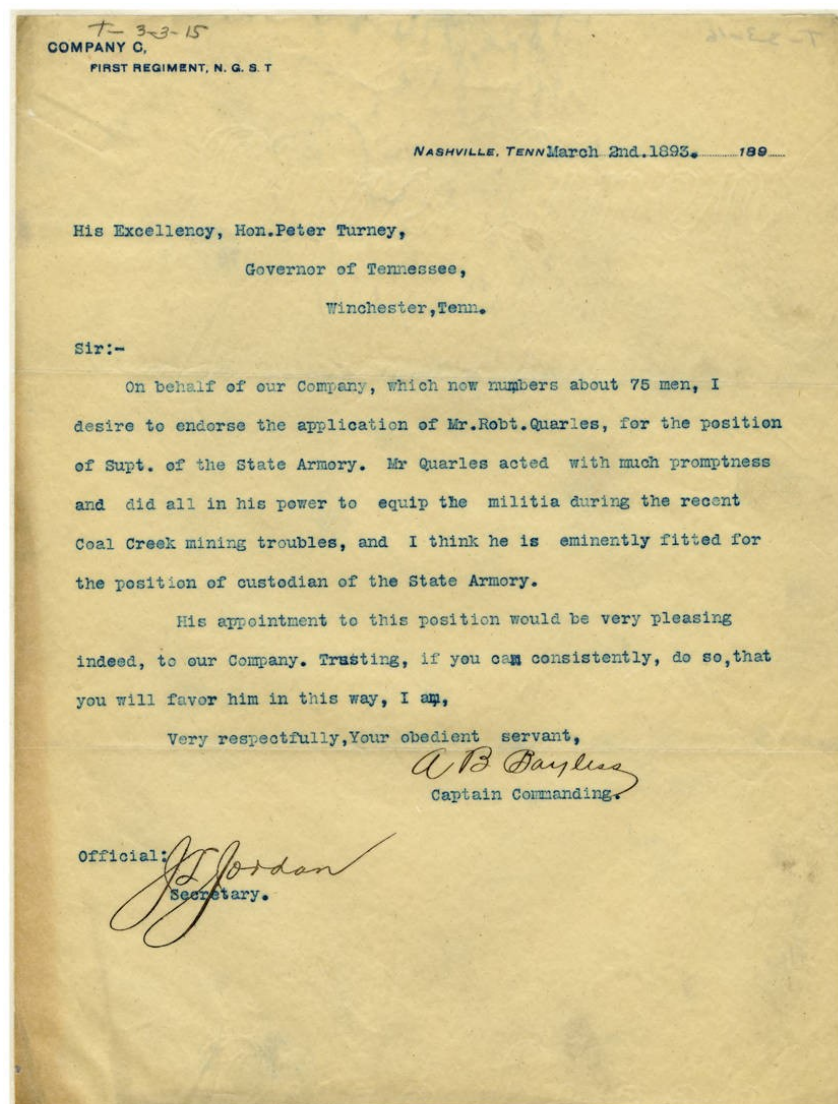 T- 3-3-15
COMPANY C,
FIRST REGIMENT, N. G. S. T
NASHVILLE, TENN March 2nd.1893. 189
His Excellency, Hon.Peter Turney,
Governor of Tennessee,
Winchester,Tenn.
Sir:-
On behalf of our Company, which now numbers about 75 men, I
desire to endorse the application of Mr.Robt.Quarles, for the position
of Supt. of the State Armory. Mr Quarles acted with much promptness
and did all in his power to equip the militia during the recent
Coal Creek mining troubles, and I think he is eminently fitted for
the position of custodian of the State Armory.
His appointment to this position would be very pleasing
indeed, to our Company. Trusting, if you can consistently, do so,that
you will favor him in this way, I am,
Very respectfully,Your obedient servant,
A B Bayless
Captain Commanding.
Official:
Jordan
Secretary.